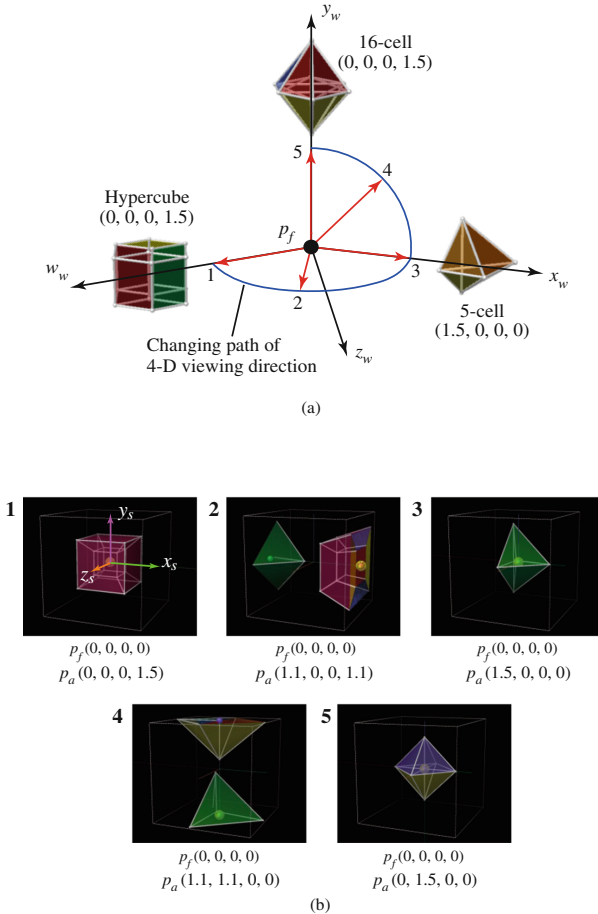 y_w
16-cell
(0, 0, 0, 1.5)
5
4
Hypercube
(0, 0, 0, 1.5)
p_f
w_w
1
2
3
x_w
5-cell
(1.5, 0, 0, 0)
Changing path of
4-D viewing direction
z_w
(a)
1
y_s
z_s
x_s
2
3
p_f(0, 0, 0, 0)
p_a(0, 0, 0, 1.5)
p_f(0, 0, 0, 0)
p_a(1.1, 0, 0, 1.1)
p_f(0, 0, 0, 0)
p_a(1.5, 0, 0, 0)
4
5
p_f(0, 0, 0, 0)
p_a(1.1, 1.1, 0, 0)
p_f(0, 0, 0, 0)
p_a(0, 1.5, 0, 0)
(b)